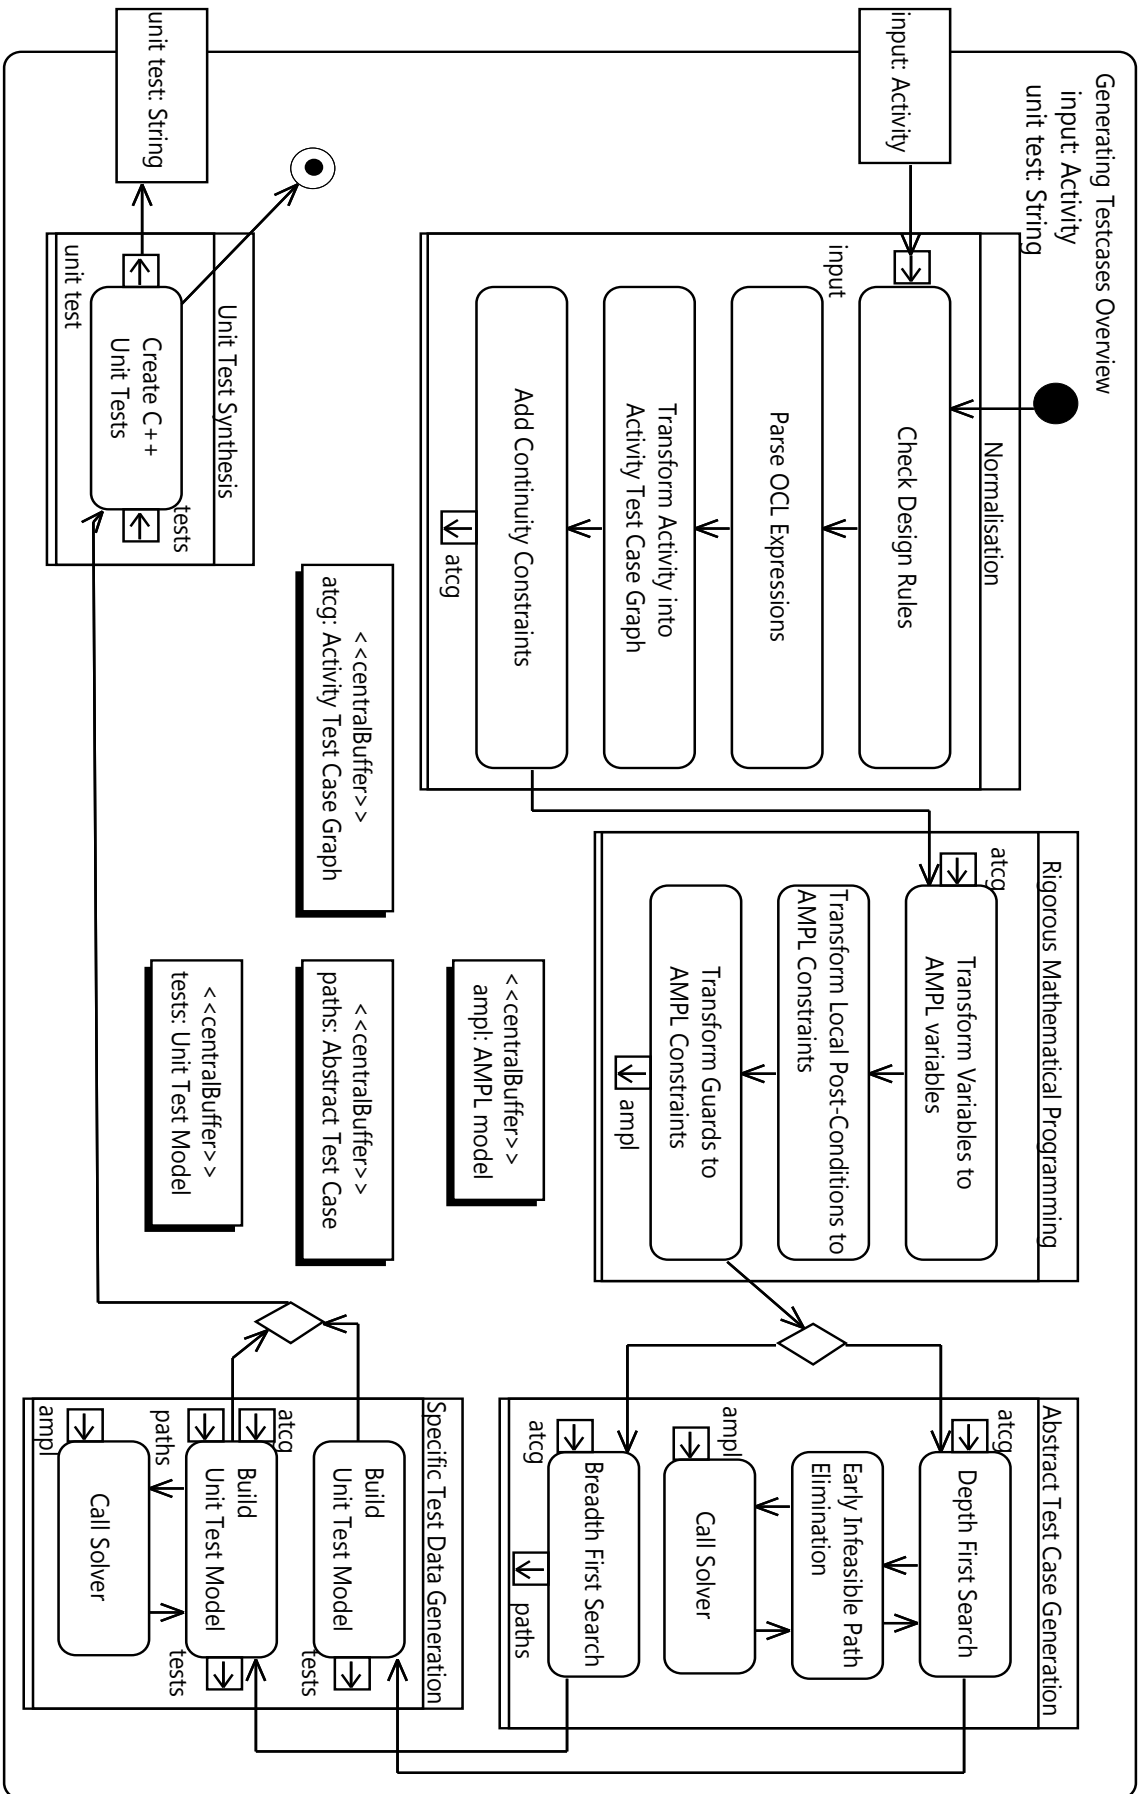 Generating Testcases Overview
input: Activity
unit test: String
input: Activity
Normalisation
input
Check Design Rules
Parse OCL Expressions
Transform Activity into
Activity Test Case Graph
Add Continuity Constraints
atcg
Rigorous Mathematical Programming
atcg
Transform Variables to
AMPL variables
Transform Local Post-Conditions to
AMPL Constraints
Transform Guards to
AMPL Constraints
ampl
Abstract Test Case Generation
atcg
Depth First Search
Early Infeasible Path
Elimination
ampl
Call Solver
atcg
Breadth First Search
paths
<<centralBuffer>>
atcg: Activity Test Case Graph
<<centralBuffer>>
ampl: AMPL model
<<centralBuffer>>
paths: Abstract Test Case
<<centralBuffer>>
tests: Unit Test Model
Specific Test Data Generation
Build
Unit Test Model
tests
atcg
Build
Unit Test Model
paths
tests
ampl
Call Solver
unit test: String
Unit Test Synthesis
unit test
Create C++
Unit Tests
tests